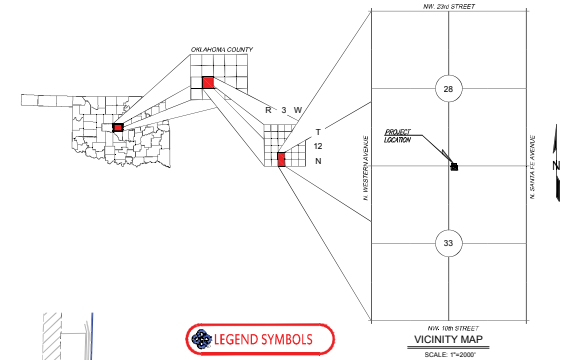 NW. 23rd STREET
OKLAHOMA COUNTY
28
R 3 W
T
12
N
PROJECT
LOCATION
N. WESTERN AVENUE
N. SANTA FE AVENUE
N
33
NW. 10th STREET
LEGEND SYMBOLS
VICINITY MAP
SCALE: 1"=2000'